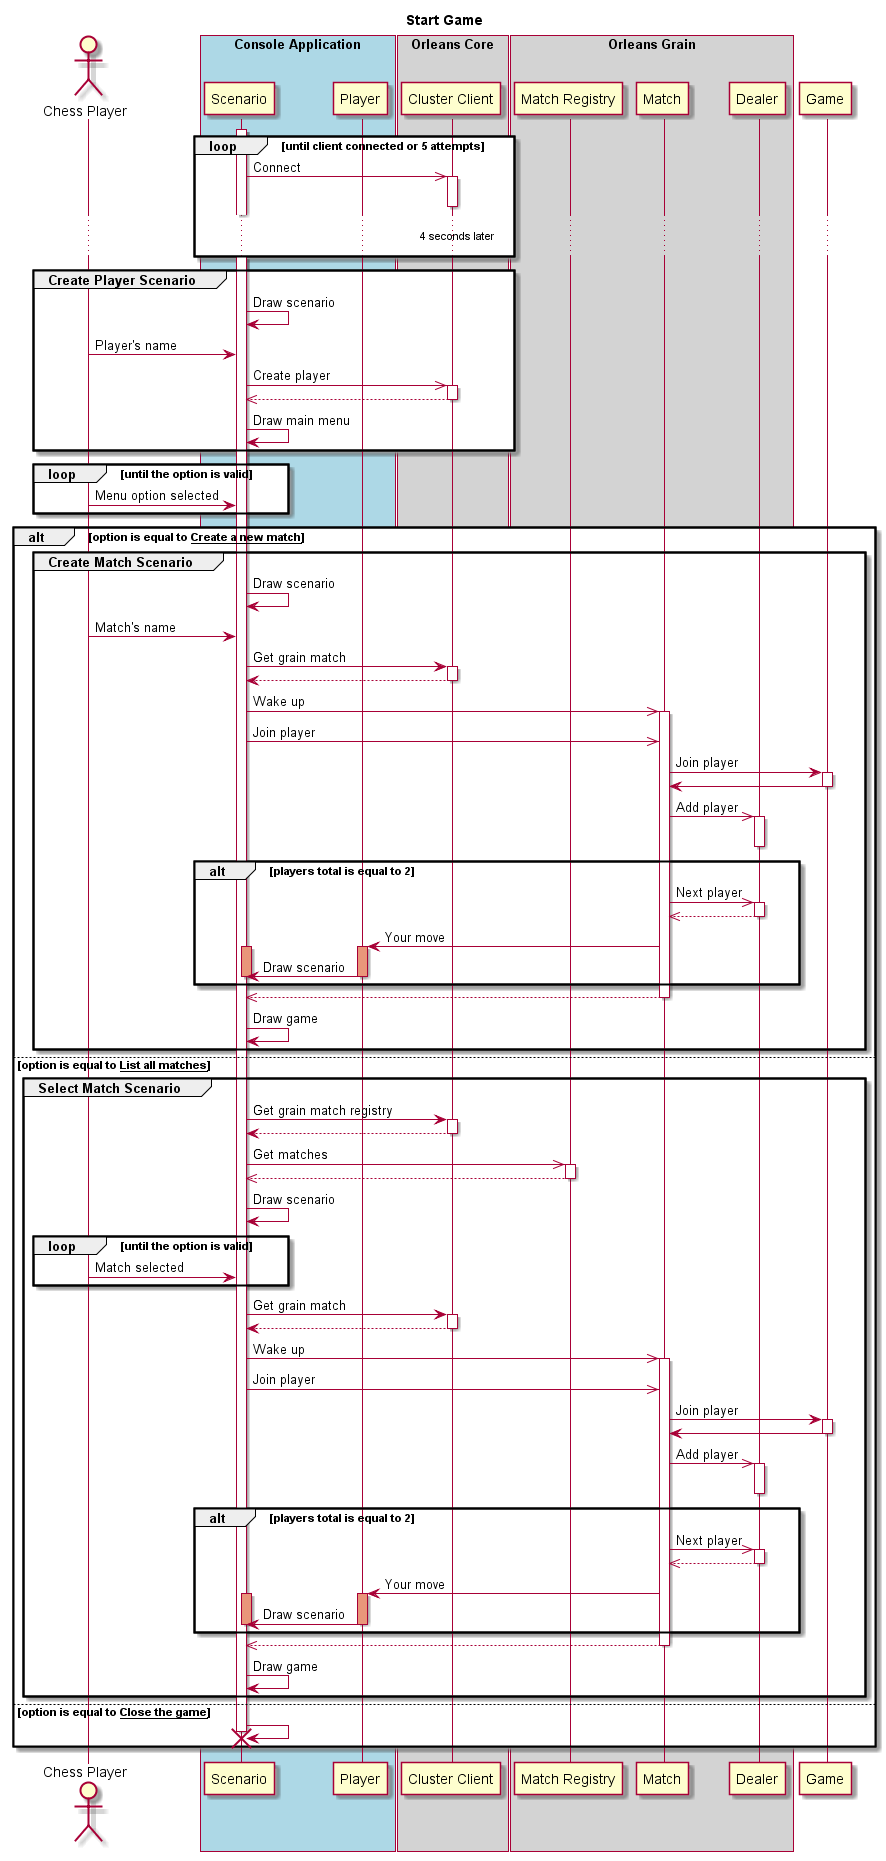 Start Game
Console Application
Orleans Core
Orleans Grain
Chess Player
Scenario
Player
Cluster Client
Match Registry
Match
Dealer
Game
loop
[until client connected or 5 attempts]
Connect
4 seconds later
Create Player Scenario
Draw scenario
Player's name
Create player
Draw main menu
loop
[until the option is valid]
Menu option selected
alt
[option is equal to Create a new match]
Create Match Scenario
Draw scenario
Match's name
Get grain match
Wake up
Join player
Join player
Add player
alt
[players total is equal to 2]
Next player
Your move
Draw scenario
Draw game
[option is equal to List all matches]
Select Match Scenario
Get grain match registry
Get matches
Draw scenario
loop
[until the option is valid]
Match selected
Get grain match
Wake up
Join player
Join player
Add player
alt
[players total is equal to 2]
Next player
Your move
Draw scenario
Draw game
[option is equal to Close the game]
Chess Player
Scenario
Player
Cluster Client
Match Registry
Match
Dealer
Game